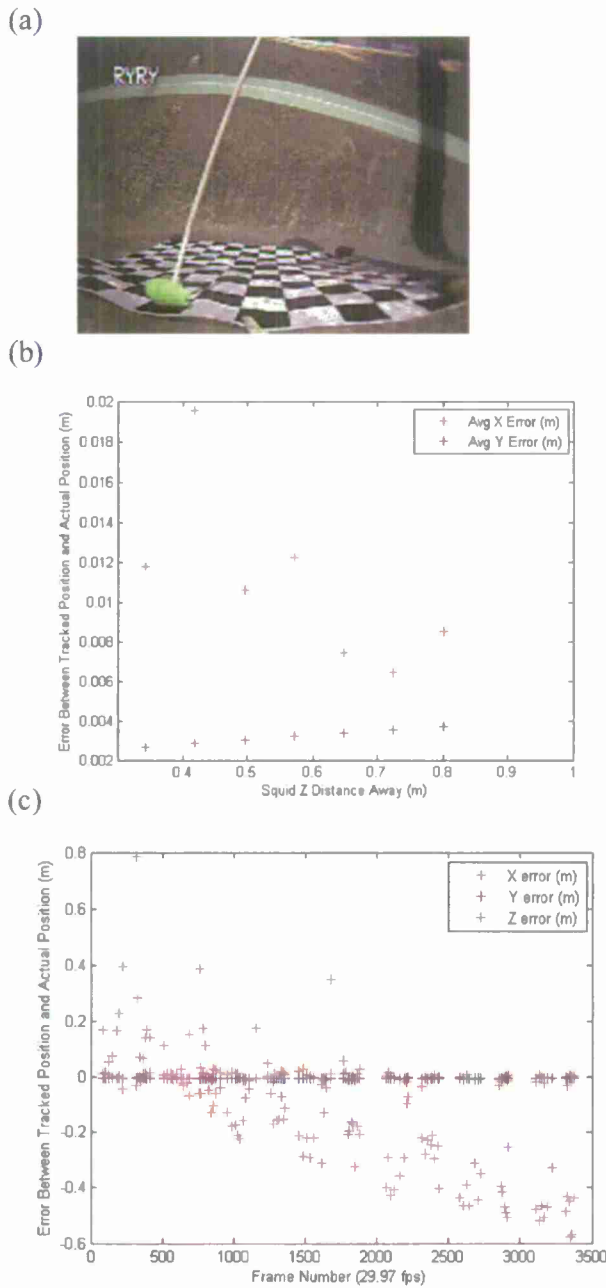 (a)
RYRY
(b)
Error Between Tracked Position and Actual Position (m)
0.02
0.018
0.016
0.014
0.012
0.01
0.008
0.006
0.004
0.002
+ Avg X Error (m)
+ Avg Y Error (m)
0.4 0.5 0.6 0.7 0.8 0.9 1
Squid Z Distance Away (m)
(c)
Error Between Tracked Position and Actual Position (m)
0.8
0.6
0.4
0.2
0
-0.2
-0.4
-0.6
+ X error (m)
+ Y error (m)
+ Z error (m)
0 500 1000 1500 2000 2500 3000 3500
Frame Number (29.97 fps)